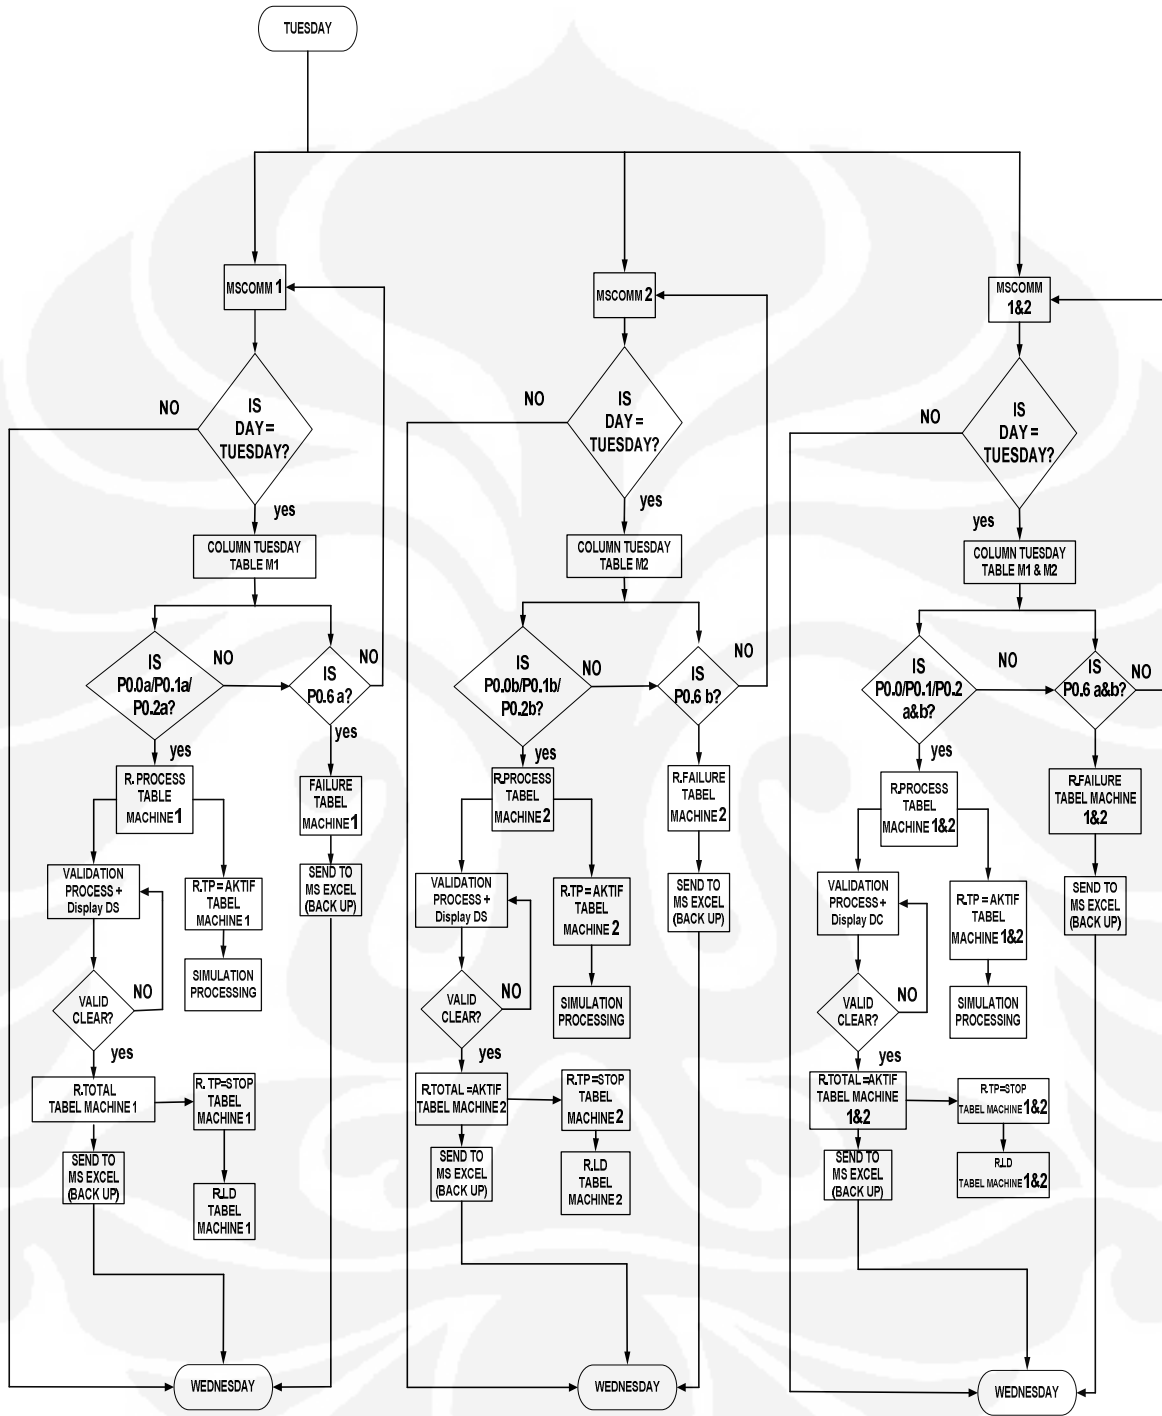 TUESDAY
MSCOMM 1
NO
IS
DAY =
TUESDAY?
yes
COLUMN TUESDAY
TABLE M1
IS
P0.0a/P0.1a/
P0.2a?
NO
IS
P0.6 a?
NO
yes
yes
R. PROCESS
TABLE
MACHINE 1
FAILURE
TABEL
MACHINE 1
VALIDATION
PROCESS +
Display DS
R.TP = AKTIF
TABEL
MACHINE 1
SEND TO
MS EXCEL
(BACK UP)
SIMULATION
PROCESSING
VALID
CLEAR?
NO
yes
R.TOTAL
TABEL MACHINE 1
R. TP=STOP
TABEL
MACHINE 1
SEND TO
MS EXCEL
(BACK UP)
R.LD
TABEL
MACHINE 1
WEDNESDAY
MSCOMM 2
NO
IS
DAY =
TUESDAY?
yes
COLUMN TUESDAY
TABLE M2
IS
P0.0b/P0.1b/
P0.2b?
NO
IS
P0.6 b?
NO
yes
R.PROCESS
TABEL
MACHINE 2
R.FAILURE
TABEL
MACHINE 2
VALIDATION
PROCESS +
Display DS
R.TP = AKTIF
TABEL
MACHINE 2
SEND TO
MS EXCEL
(BACK UP)
SIMULATION
PROCESSING
VALID
CLEAR?
NO
yes
R.TOTAL =AKTIF
TABEL MACHINE 2
R.TP=STOP
TABEL
MACHINE 2
SEND TO
MS EXCEL
(BACK UP)
R.LD
TABEL
MACHINE 2
WEDNESDAY
MSCOMM
1&2
NO
IS
DAY =
TUESDAY?
yes
COLUMN TUESDAY
TABLE M1 & M2
IS
P0.0/P0.1/P0.2
a&b?
NO
IS
P0.6 a&b?
NO
yes
R.PROCESS
TABEL
MACHINE 1&2
R.FAILURE
TABEL MACHINE
1&2
VALIDATION
PROCESS +
Display DC
R.TP = AKTIF
TABEL
MACHINE 1&2
SEND TO
MS EXCEL
(BACK UP)
SIMULATION
PROCESSING
VALID
CLEAR?
NO
yes
R.TOTAL =AKTIF
TABEL MACHINE
1&2
R.TP=STOP
TABEL MACHINE 1&2
SEND TO
MS EXCEL
(BACK UP)
R.LD
TABEL MACHINE 1&2
WEDNESDAY